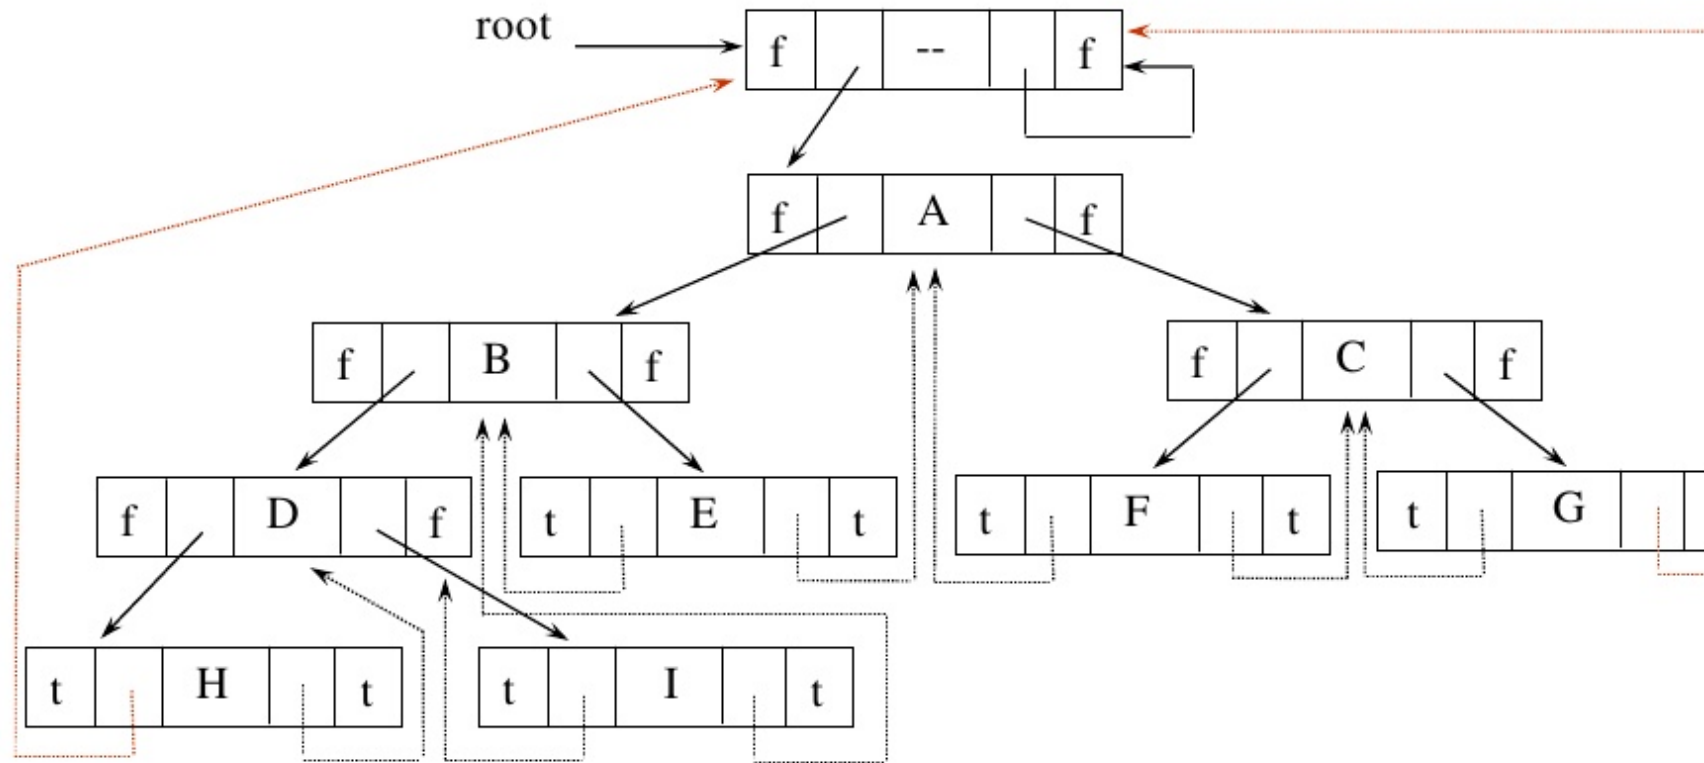 root
f -- f
f A f
f B f
f C f
f D f
t E t
t F t
t G
t H t
t I t